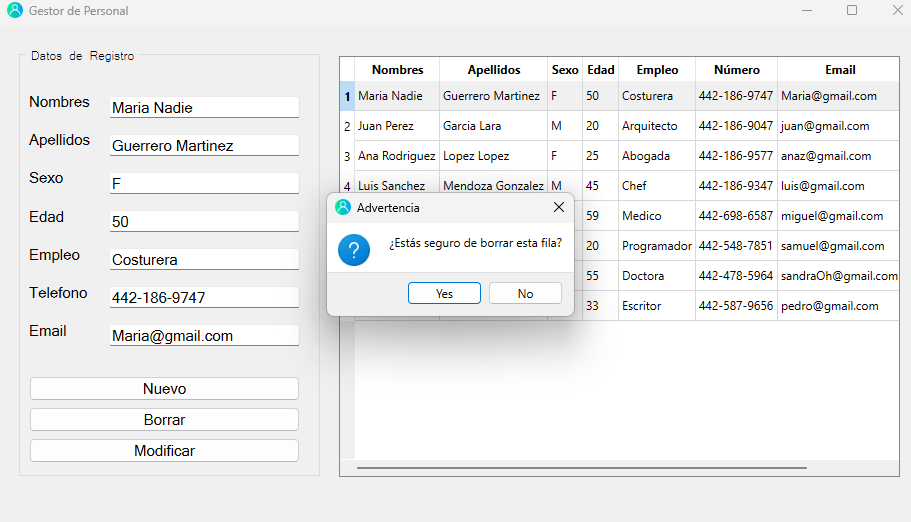 Gestor de Personal
Datos de Registro
Nombres Maria Nadie
Apellidos Guerrero Martinez
Sexo F
Edad 50
Empleo Costurera
Telefono 442-186-9747
Email Maria@gmail.com
Nuevo
Borrar
Modificar
Nombres Apellidos Sexo Edad Empleo Número Email
1 Maria Nadie Guerrero Martinez F 50 Costurera 442-186-9747 Maria@gmail.com
2 Juan Perez Garcia Lara M 20 Arquitecto 442-186-9047 juan@gmail.com
3 Ana Rodriguez Lopez Lopez F 25 Abogada 442-186-9577 anaz@gmail.com
4 Luis Sanchez Mendoza Gonzalez M 45 Chef 442-186-9347 luis@gmail.com
59 Medico 442-698-6587 miguel@gmail.com
20 Programador 442-548-7851 samuel@gmail.com
55 Doctora 442-478-5964 sandraOh@gmail.com
33 Escritor 442-587-9656 pedro@gmail.com
Advertencia
¿Estás seguro de borrar esta fila?
Yes No